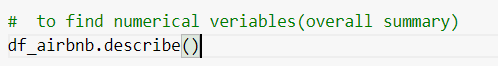 #  to find numerical veriables(overall summary)
df_airbnb.describe()